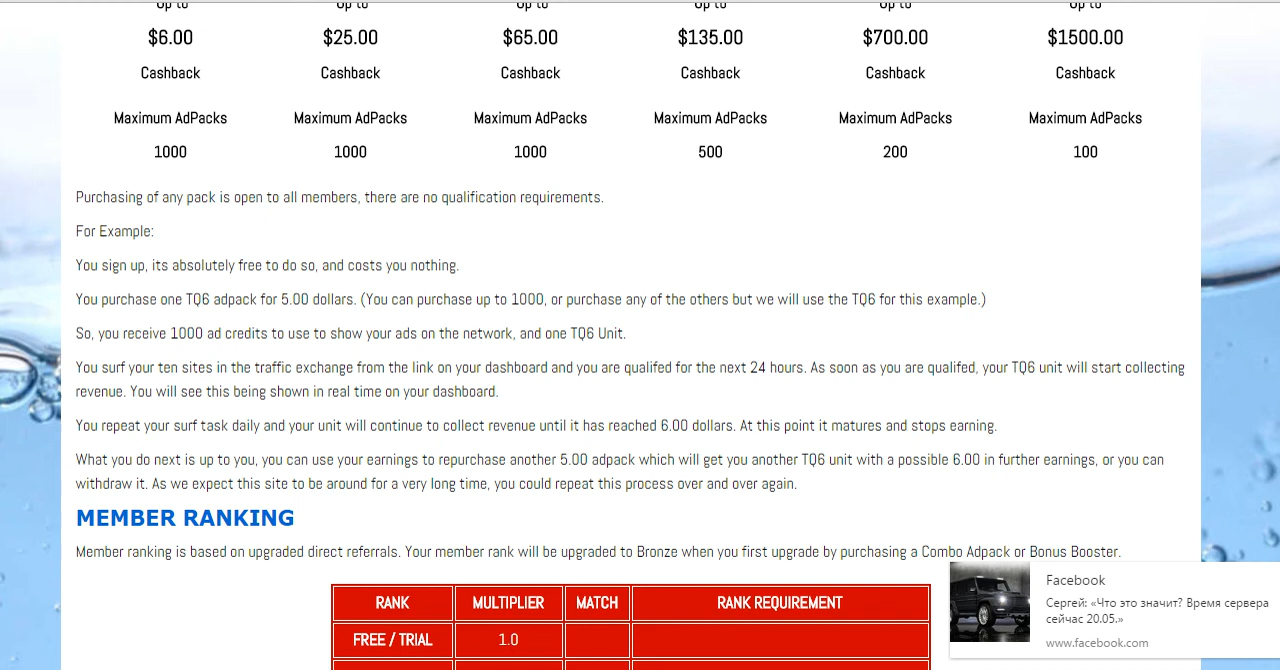 up to up to up to up to up to up to
$6.00 $25.00 $65.00 $135.00 $700.00 $1500.00
Cashback Cashback Cashback Cashback Cashback Cashback
Maximum AdPacks Maximum AdPacks Maximum AdPacks Maximum AdPacks Maximum AdPacks Maximum AdPacks
1000 1000 1000 500 200 100
Purchasing of any pack is open to all members, there are no qualification requirements.
For Example:
You sign up, its absolutely free to do so, and costs you nothing.
You purchase one TQ6 adpack for 5.00 dollars. (You can purchase up to 1000, or purchase any of the others but we will use the TQ6 for this example.)
So, you receive 1000 ad credits to use to show your ads on the network, and one TQ6 Unit.
You surf your ten sites in the traffic exchange from the link on your dashboard and you are qualifed for the next 24 hours. As soon as you are qualifed, your TQ6 unit will start collecting
revenue. You will see this being shown in real time on your dashboard.
You repeat your surf task daily and your unit will continue to collect revenue until it has reached 6.00 dollars. At this point it matures and stops earning.
What you do next is up to you, you can use your earnings to repurchase another 5.00 adpack which will get you another TQ6 unit with a possible 6.00 in further earnings, or you can
withdraw it. As we expect this site to be around for a very long time, you could repeat this process over and over again.
MEMBER RANKING
Member ranking is based on upgraded direct referrals. Your member rank will be upgraded to Bronze when you first upgrade by purchasing a Combo Adpack or Bonus Booster.
RANK MULTIPLIER MATCH RANK REQUIREMENT
FREE / TRIAL 1.0
Facebook
Сергей: «Что это значит? Время сервера
сейчас 20.05.»
www.facebook.com